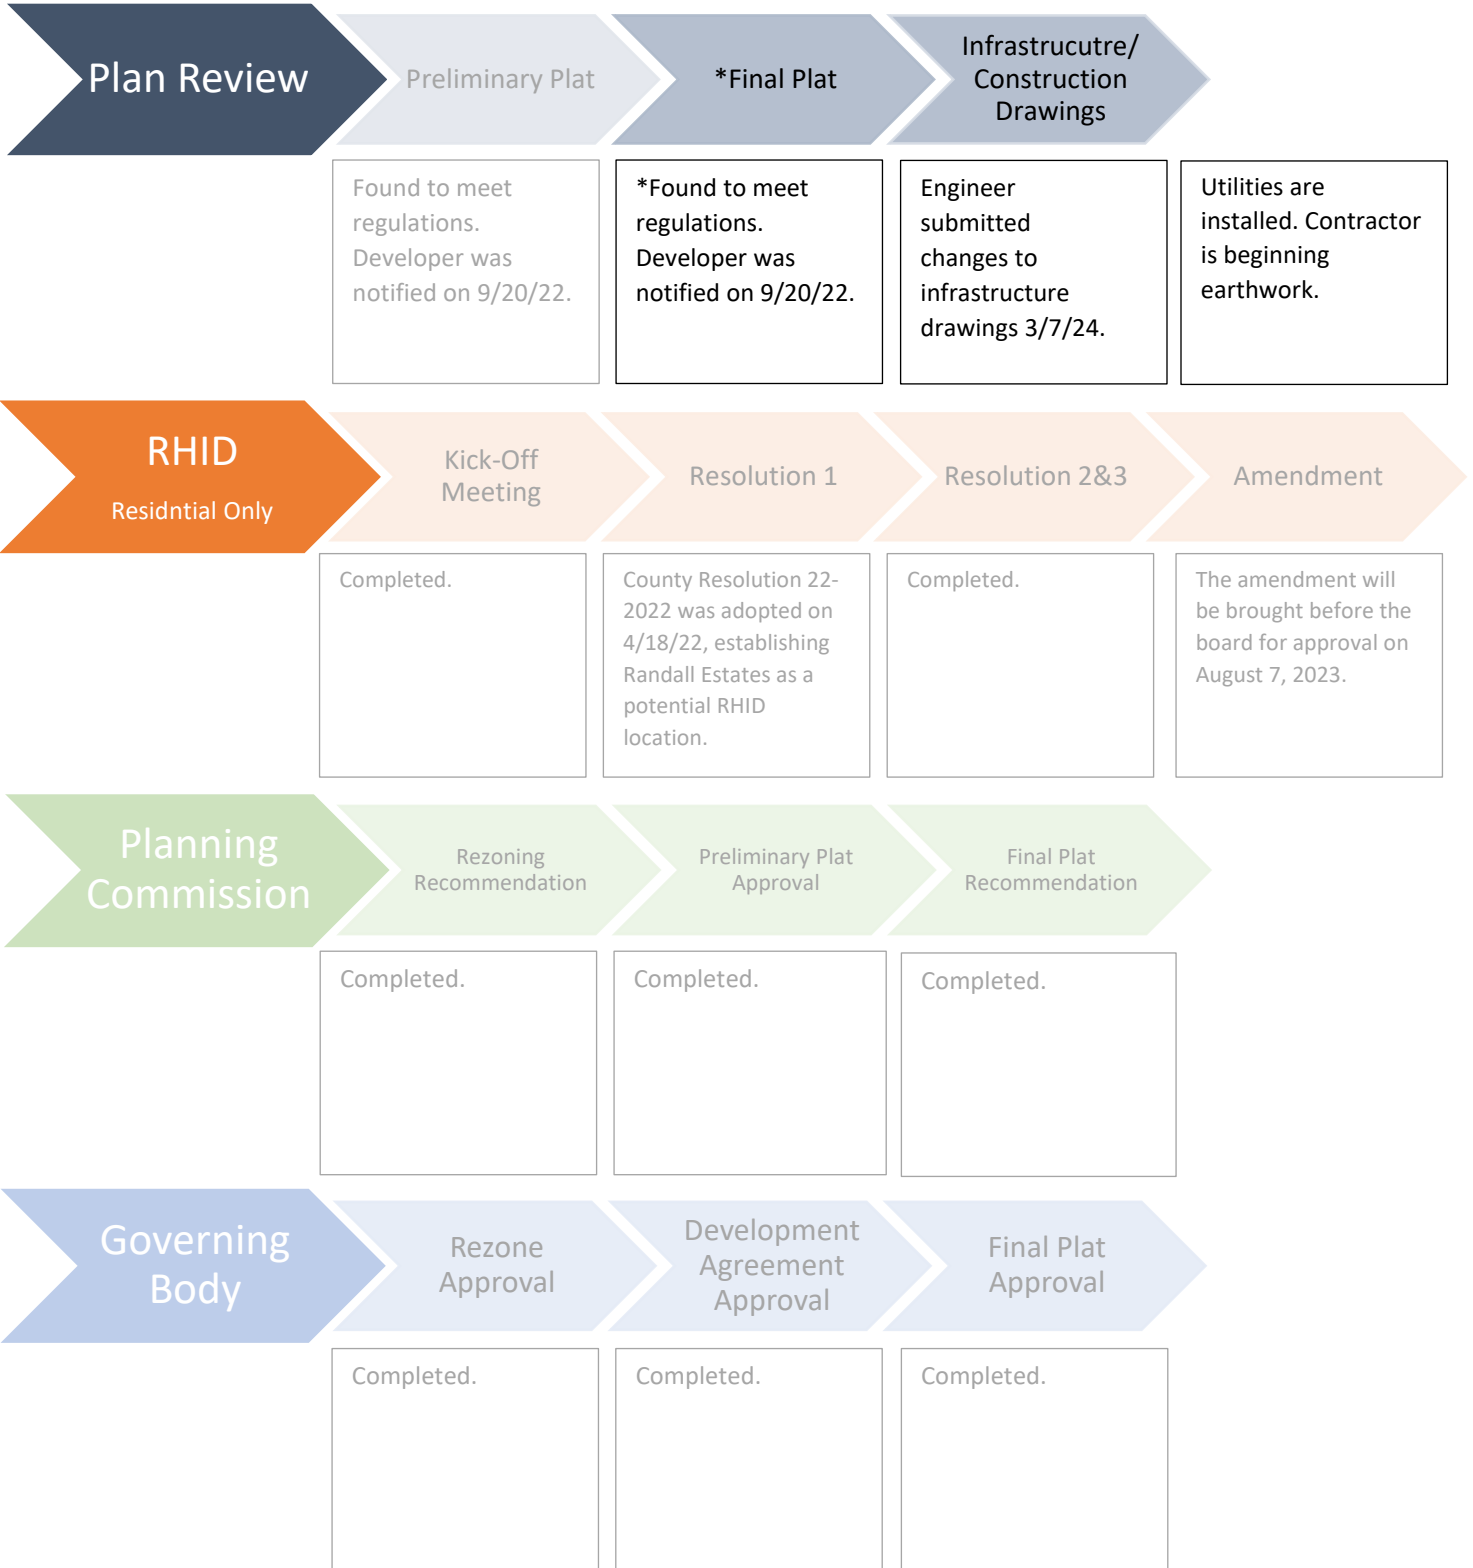 Plan Review
Preliminary Plat
*Final Plat
Infrastrucutre/
Construction
Drawings
Found to meet
regulations.
Developer was
notified on 9/20/22.
*Found to meet
regulations.
Developer was
notified on 9/20/22.
Engineer
submitted
changes to
infrastructure
drawings 3/7/24.
Utilities are
installed. Contractor
is beginning
earthwork.
RHID
Residntial Only
Kick-Off
Meeting
Resolution 1
Resolution 2&3
Amendment
Completed.
County Resolution 22-
2022 was adopted on
4/18/22, establishing
Randall Estates as a
potential RHID
location.
Completed.
The amendment will
be brought before the
board for approval on
August 7, 2023.
Planning
Commission
Rezoning
Recommendation
Preliminary Plat
Approval
Final Plat
Recommendation
Completed.
Completed.
Completed.
Governing
Body
Rezone
Approval
Development
Agreement
Approval
Final Plat
Approval
Completed.
Completed.
Completed.